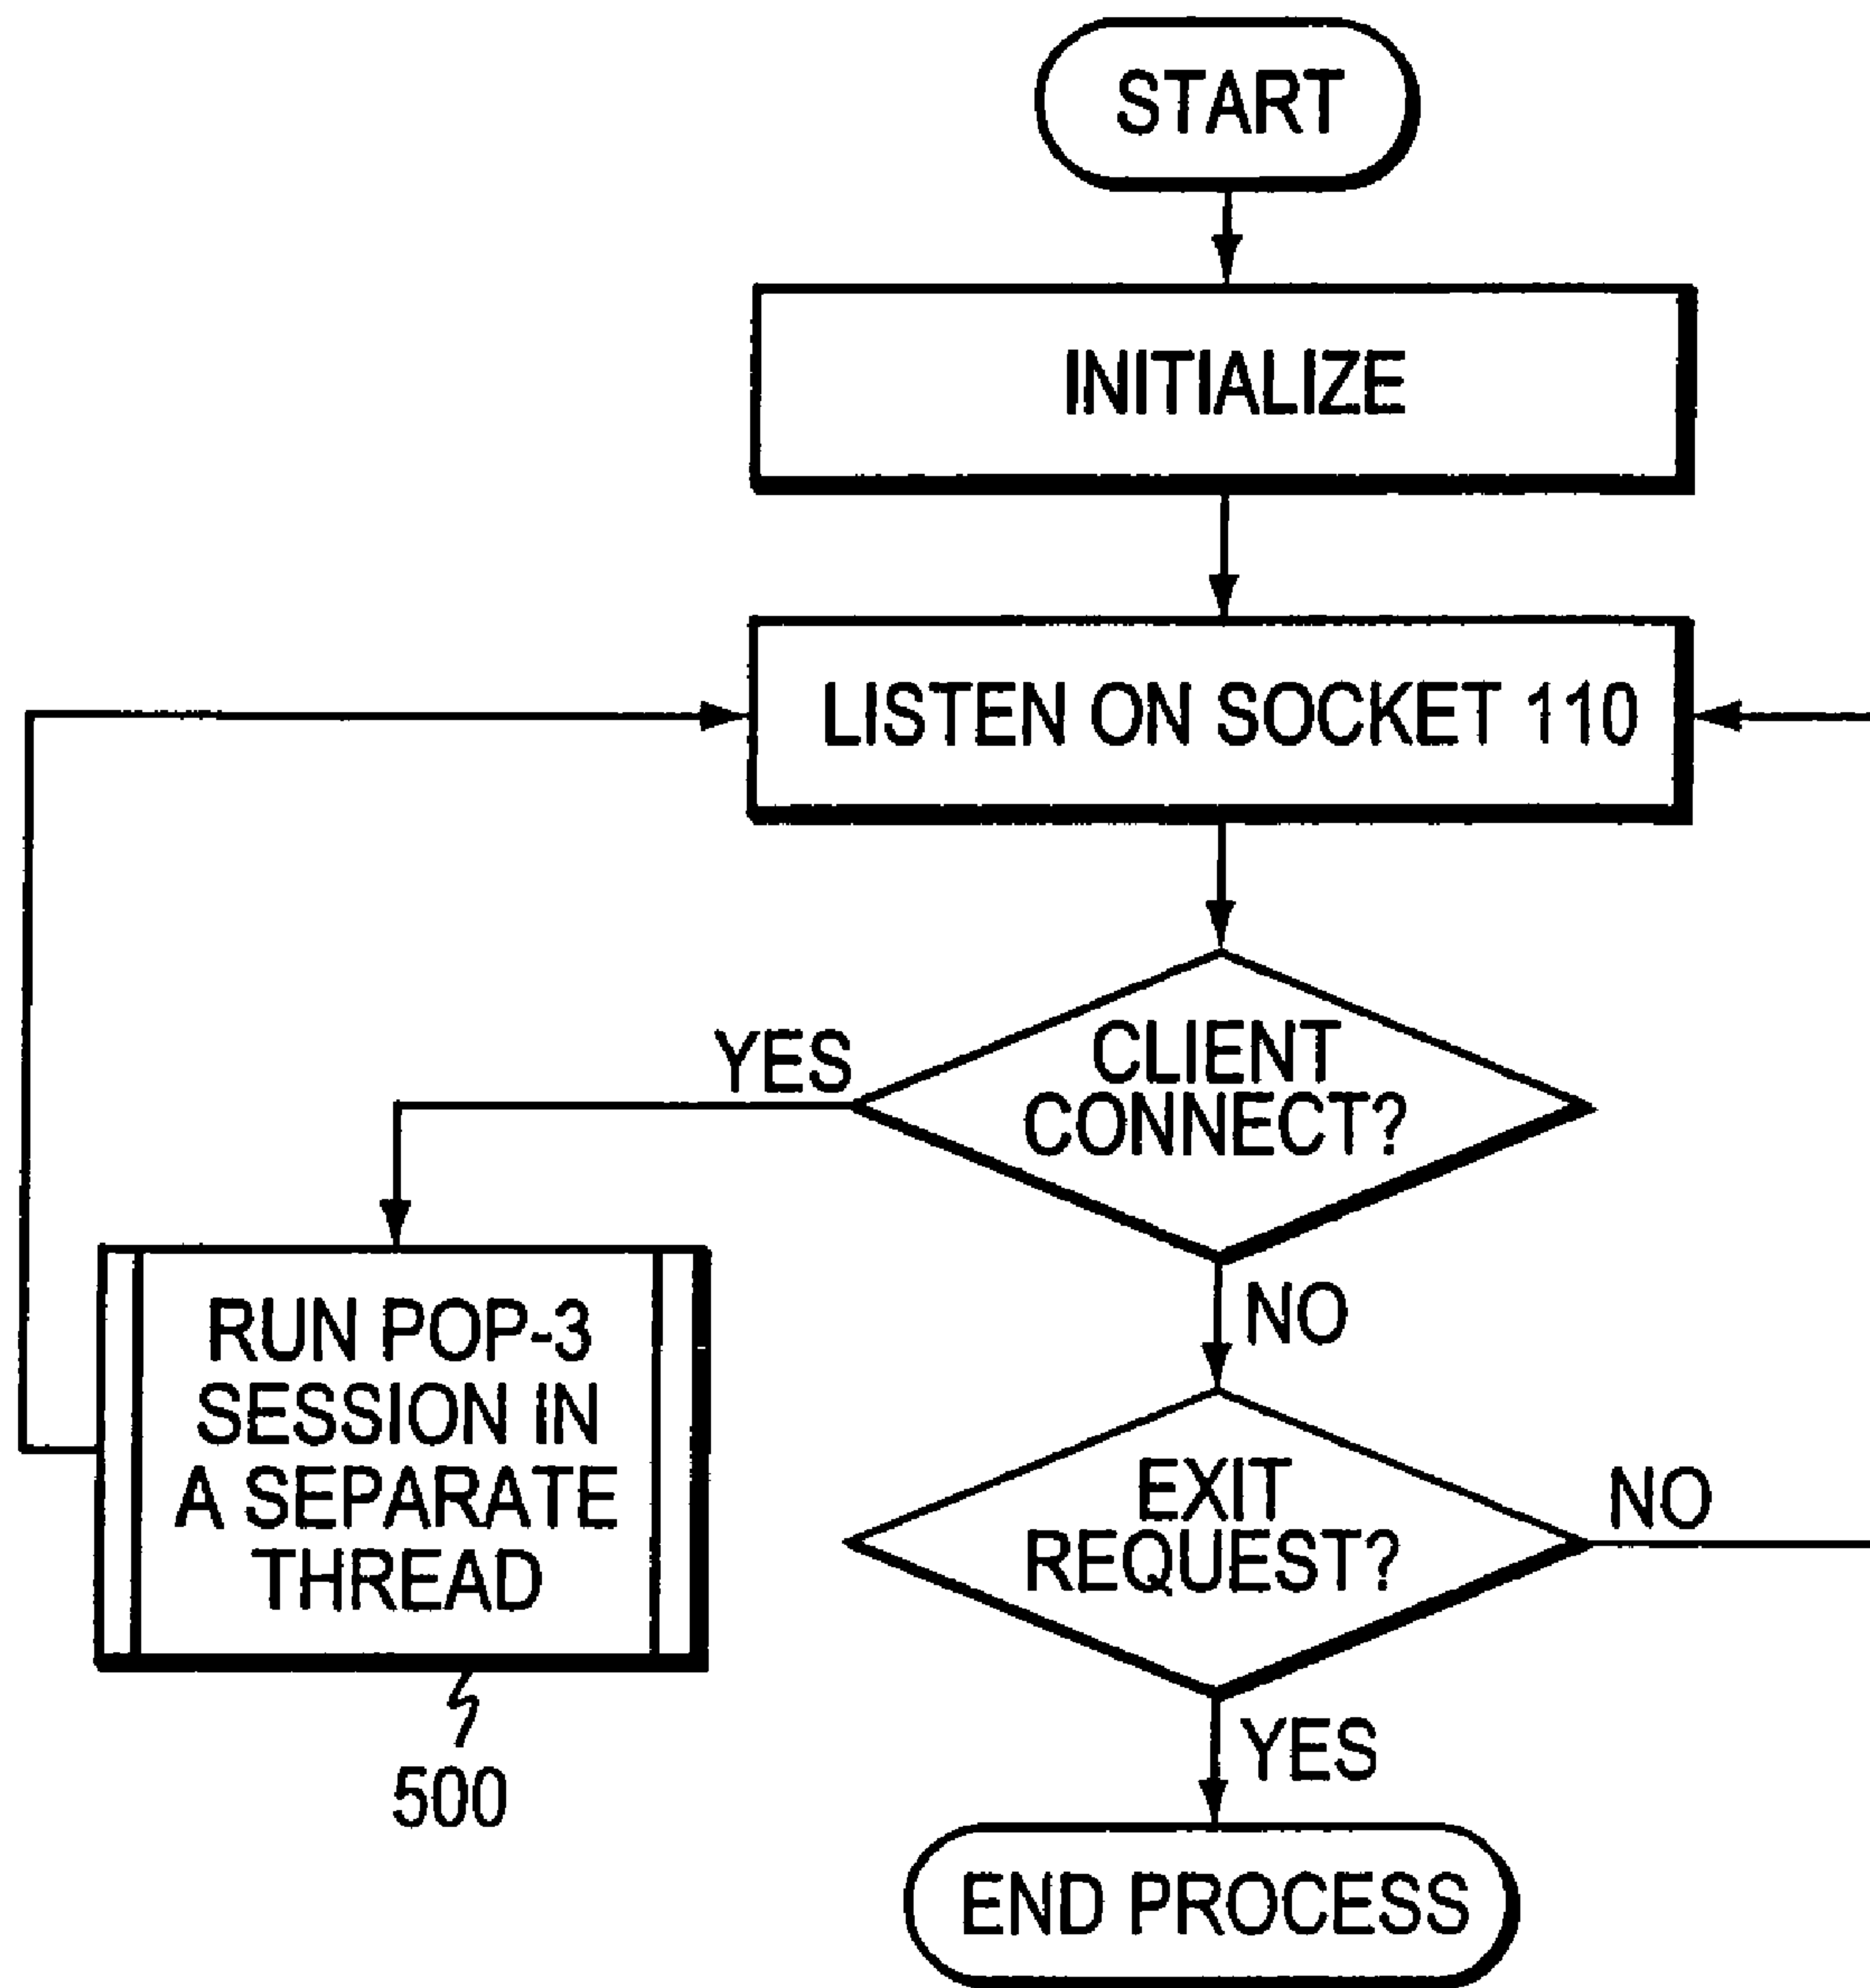 START
INITIALIZE
LISTEN ON SOCKET 110
CLIENT
CONNECT?
YES
NO
RUN POP-3
SESSION IN
A SEPARATE
THREAD
500
EXIT
REQUEST?
NO
YES
END PROCESS